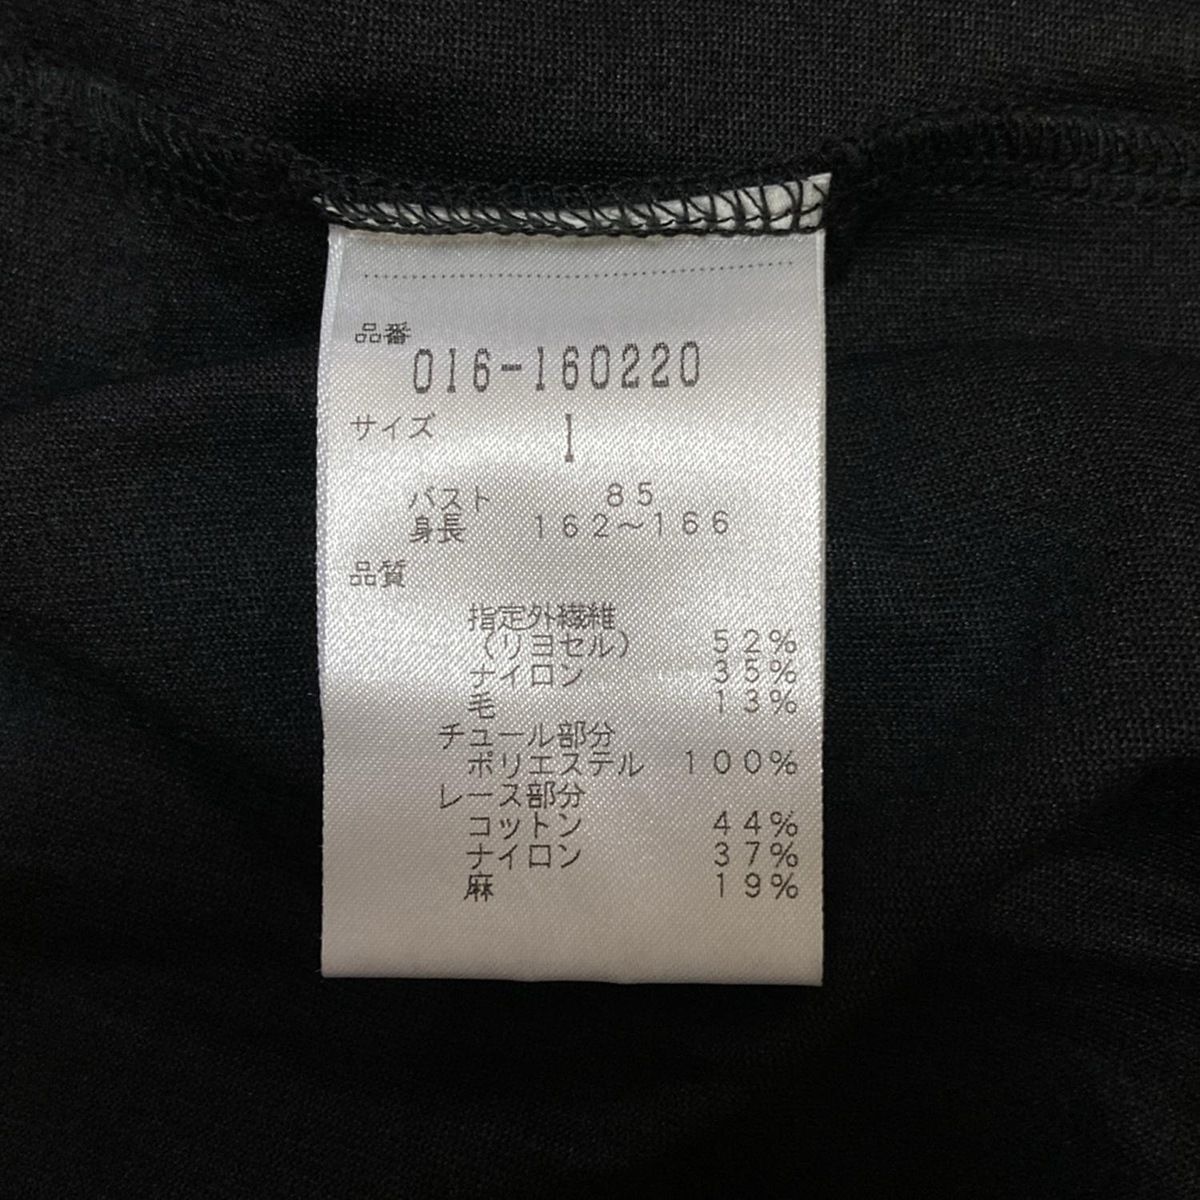 品番
016-160220
サイズ 1
バスト 85
身長 162〜166
品質
指定外繊維
(リヨセル) 52%
ナイロン 35%
毛 13%
チュール部分
ポリエステル 100%
レース部分
コットン 44%
ナイロン 37%
麻 19%